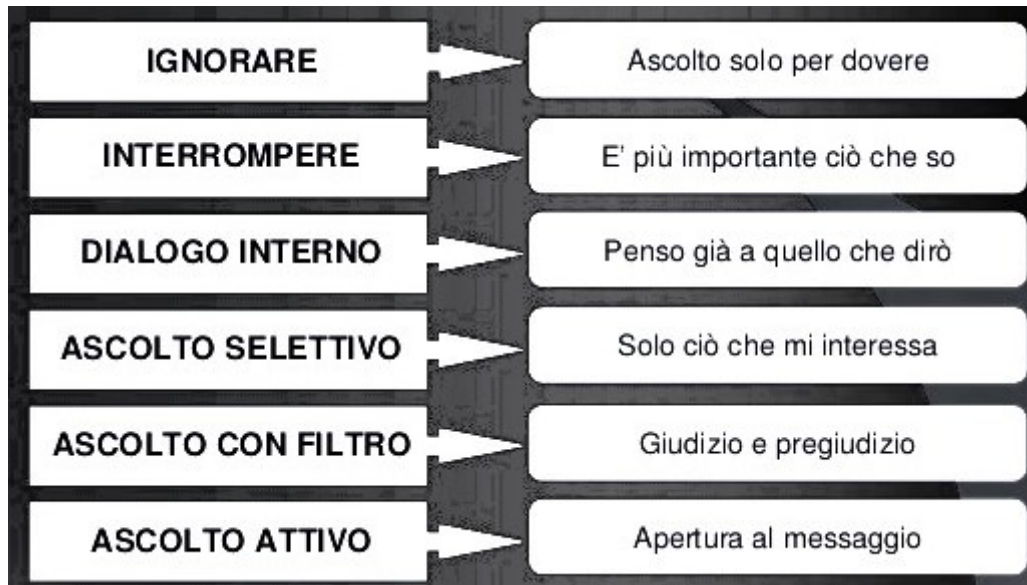 IGNORARE
Ascolto solo per dovere
INTERROMPERE
E' più importante ciò che so
DIALOGO INTERNO
Penso già a quello che dirò
ASCOLTO SELETTIVO
Solo ciò che mi interessa
ASCOLTO CON FILTRO
Giudizio e pregiudizio
ASCOLTO ATTIVO
Apertura al messaggio